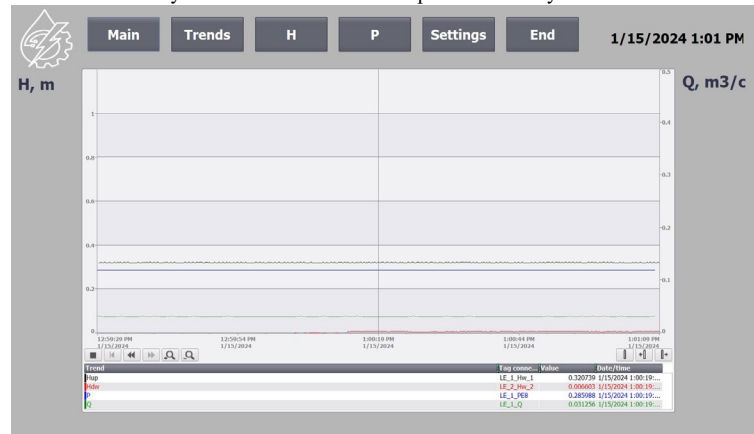 Main Trends H P Settings End 1/15/2024 1:01 PM
H, m Q, m3/c
0.5
1
0.4
0.8
0.3
0.6
0.2
0.4
0.1
0.2
0 0
12:59:29 PM 12:59:54 PM 1:00:19 PM 1:00:44 PM 1:01:09 PM
1/15/2024 1/15/2024 1/15/2024 1/15/2024 1/15/2024
Trend Tag conne... Value Date/time
Hup LE_1_Hw_1 0.320739 1/15/2024 1:00:19:...
Hdw LE_2_Hw_2 0.006603 1/15/2024 1:00:19:...
P LE_1_PE8 0.285988 1/15/2024 1:00:19:...
Q LE_1_Q 0.031256 1/15/2024 1:00:19:...